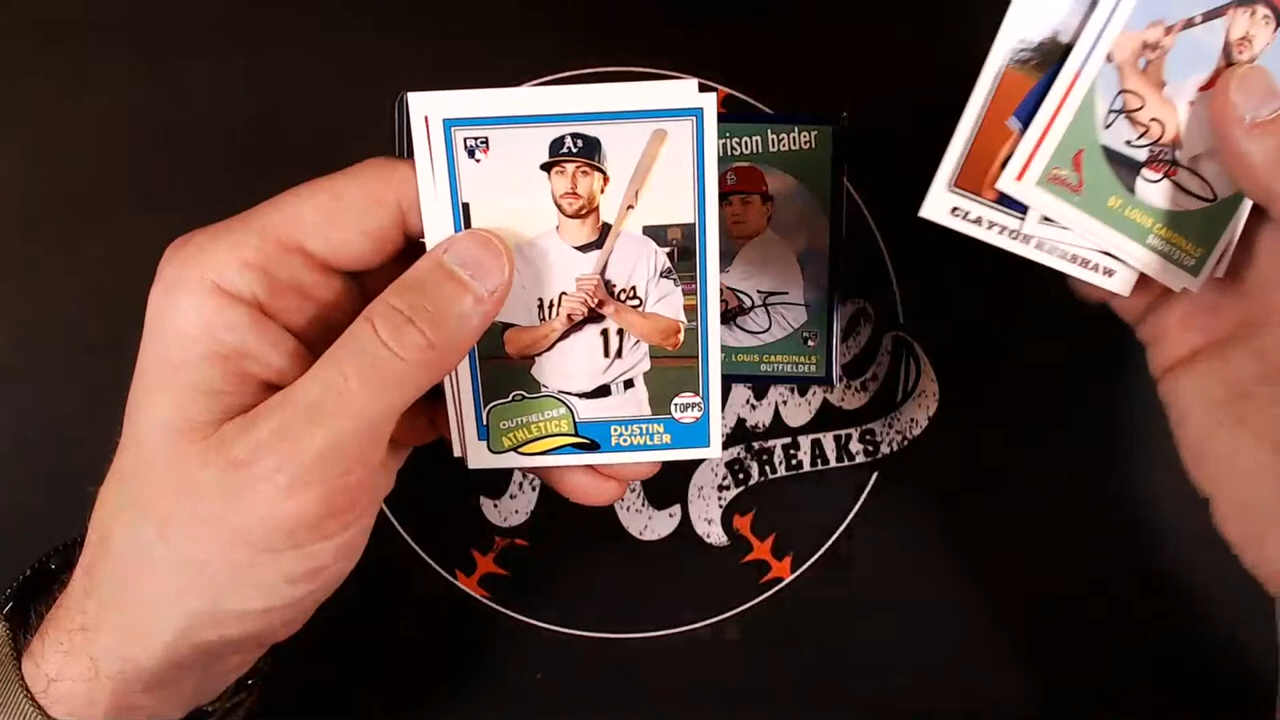 RC
A's
Athletics
11
OUTFIELDER
ATHLETICS
DUSTIN
FOWLER
TOPPS
rison bader
RC
T. LOUIS CARDINALS'
OUTFIELDER
BREAKS
CLAYTON KERSHAW
ST. LOUIS CARDINALS'
SHORTSTOP